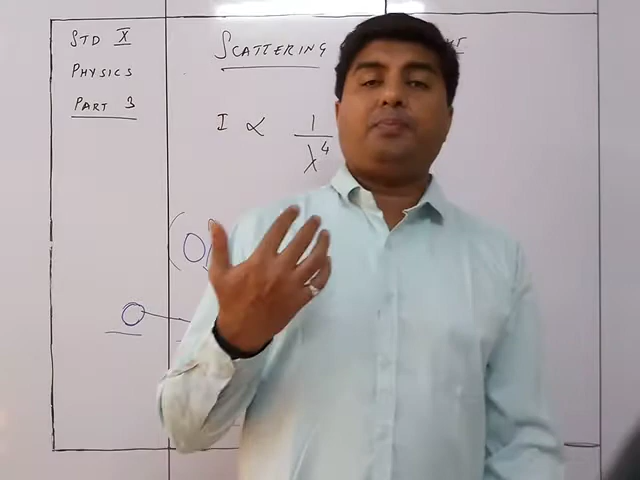 STD X
PHYSICS
PART 3
SCATTERING
I ∝ 1/λ⁴